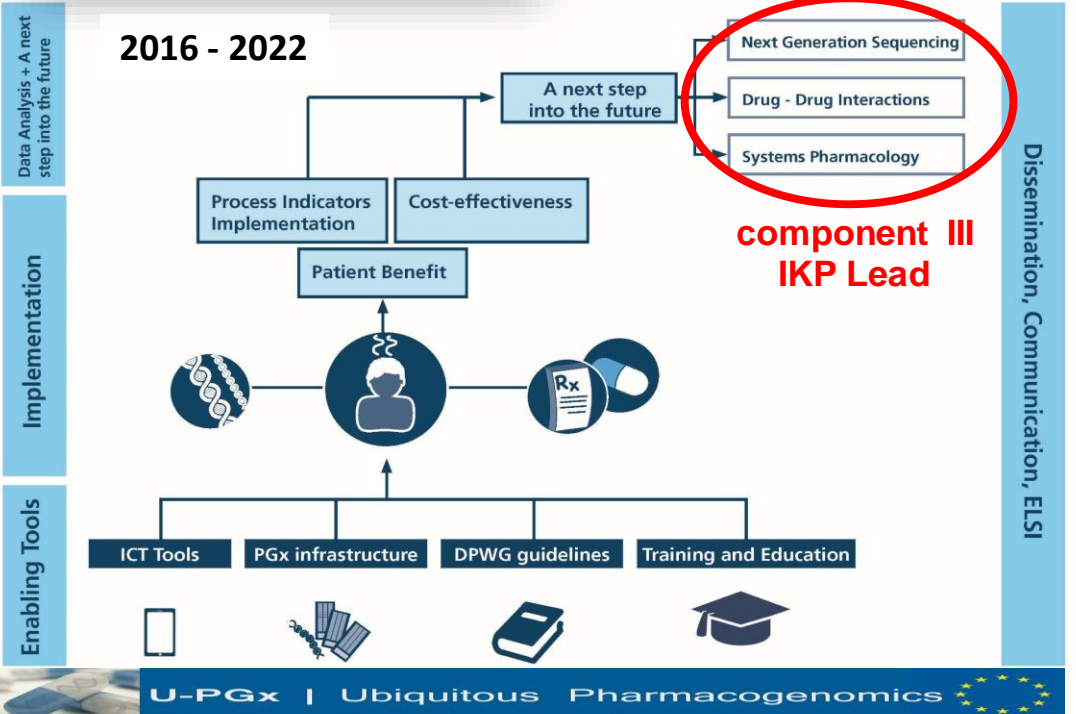 Data Analysis + A next
step into the future
2016 - 2022
A next step
into the future
Next Generation Sequencing
Drug - Drug Interactions
Systems Pharmacology
component III
IKP Lead
Process Indicators
Implementation
Cost-effectiveness
Patient Benefit
Implementation
Rx
Enabling Tools
ICT Tools
PGx infrastructure
DPWG guidelines
Training and Education
Dissemination, Communication, ELSI
U-PGx | Ubiquitous Pharmacogenomics